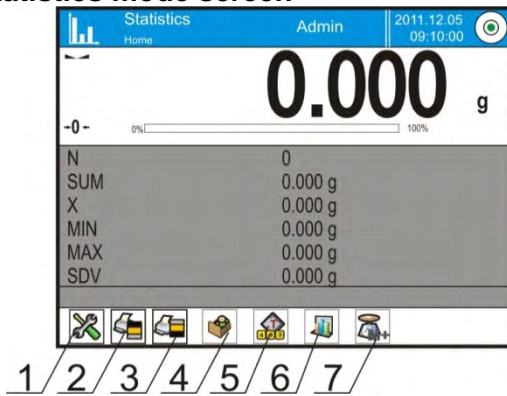 Statistics mode screen
Statistics Admin 2011.12.05
Home 09:10:00
0.000 g
→0← 0% 100%
N 0
SUM 0.000 g
X 0.000 g
MIN 0.000 g
MAX 0.000 g
SDV 0.000 g
1 2 3 4 5 6 7